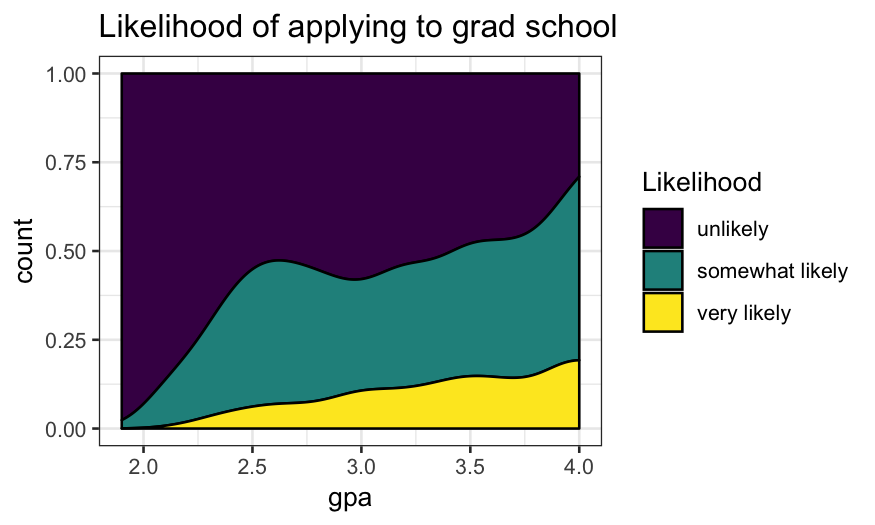 Likelihood of applying to grad school
1.00
0.75
0.50
0.25
0.00
count
2.0 2.5 3.0 3.5 4.0
gpa
Likelihood
unlikely
somewhat likely
very likely